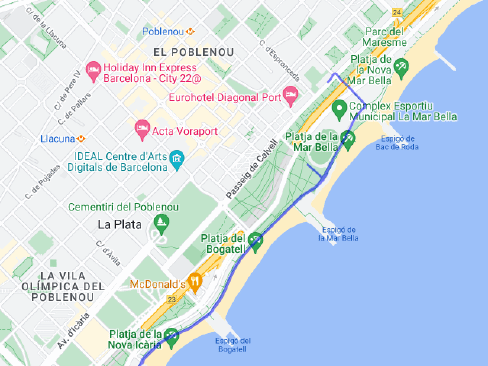 C. de la Llacuna
Poblenou
EL POBLENOU
Parc del
Maresme
Platja de
la Nova
Mar Bella
C. d'Espronceda
Holiday Inn Express
Barcelona - City 22@
C. de Pere IV
C. de Pallars
Eurohotel Diagonal Port
Complex Esportiu
Municipal La Mar Bella
Acta Voraport
Llacuna
Platja de la
Mar Bella
Espigó de
Bac de Roda
IDEAL Centre d'Arts
Digitals de Barcelona
C. de Pujades
Passeig de Calvell
Cementiri del Poblenou
La Plata
Espigó de
la Mar Bella
C/ d'Àvila
Platja del
Bogatell
LA VILA
OLÍMPICA DEL
POBLENOU
McDonald's
23
Av. d'Icària
Platja de la
Nova Icària
Espigó del
Bogatell